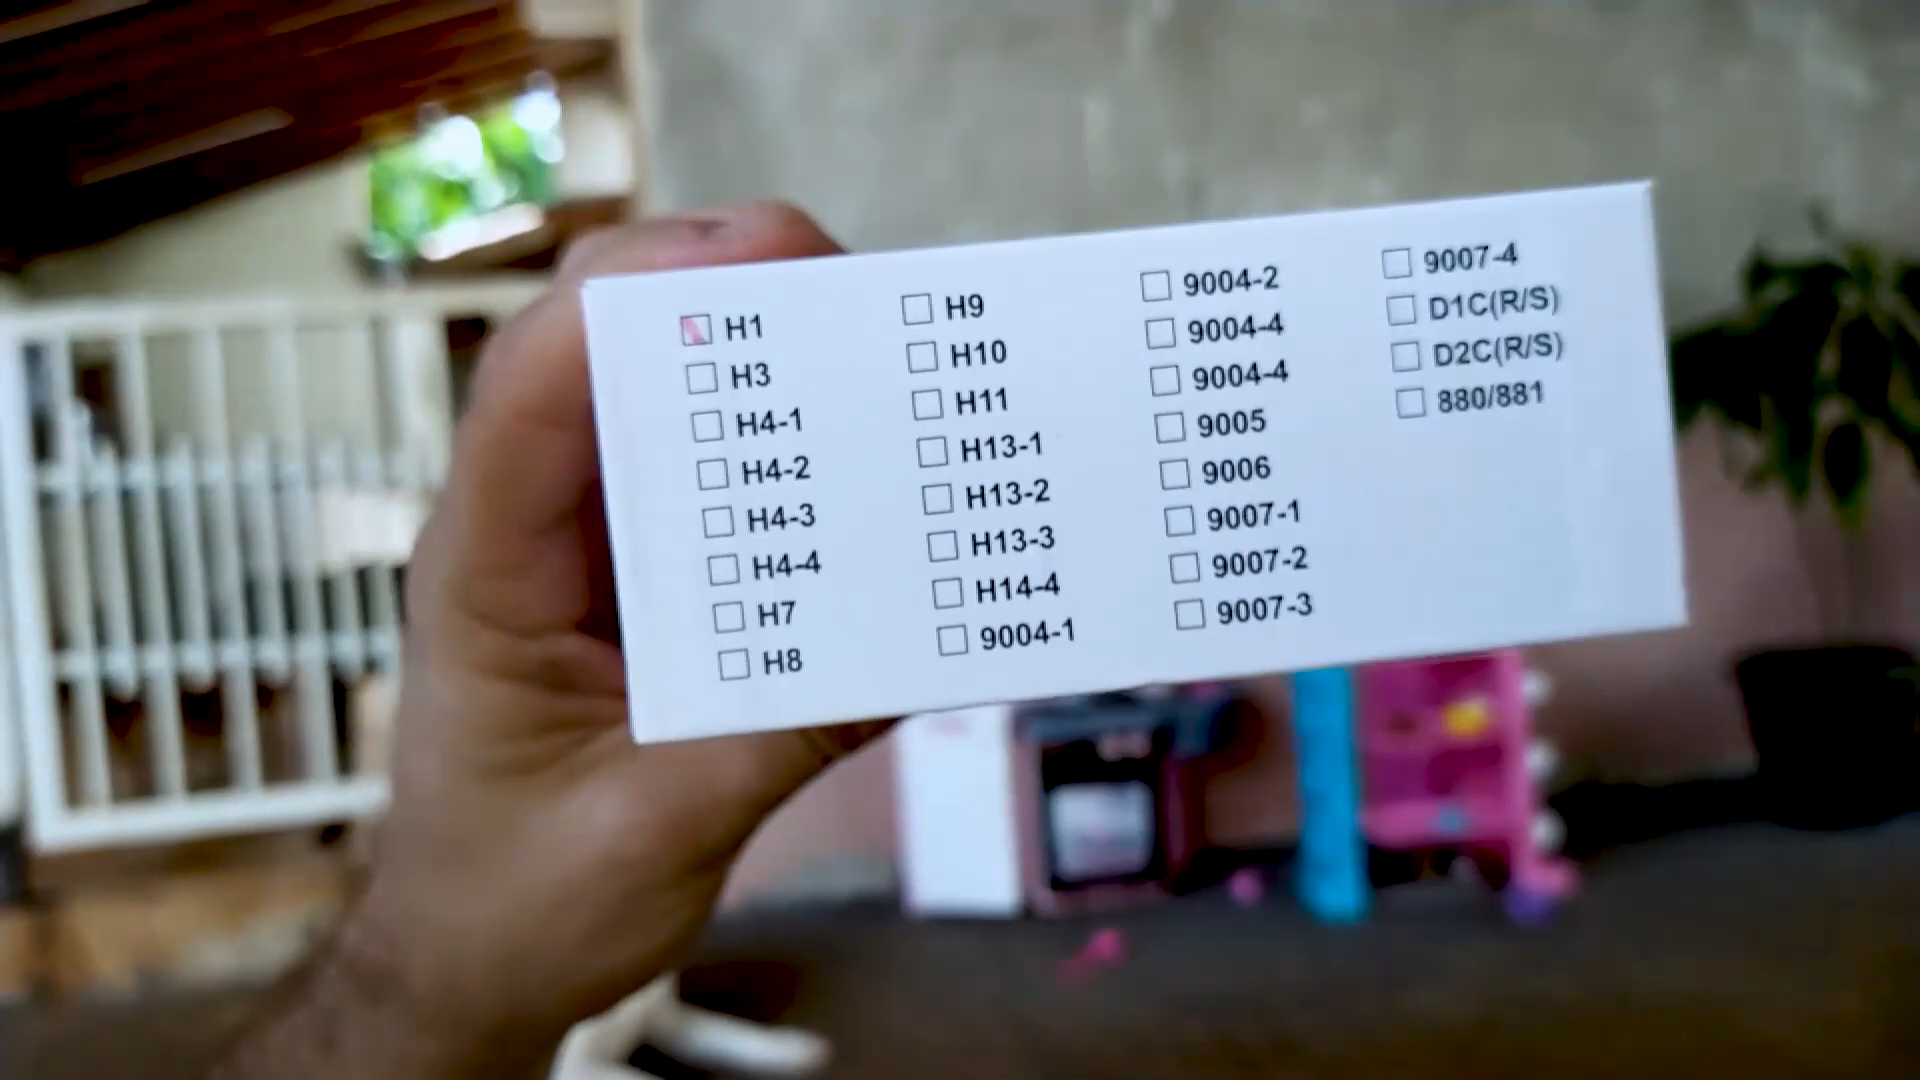 H1
H3
H4-1
H4-2
H4-3
H4-4
H7
H8
H9
H10
H11
H13-1
H13-2
H13-3
H14-4
9004-1
9004-2
9004-4
9004-4
9005
9006
9007-1
9007-2
9007-3
9007-4
D1C(R/S)
D2C(R/S)
880/881